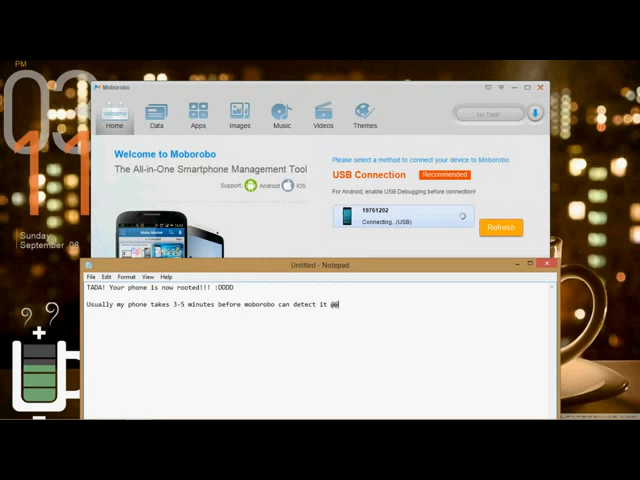 PM
03
11
Sunday,
September .08
Moborobo
welcome
Home
Data
Apps
Images
Music
Videos
Themes
No Task!
Welcome to Moborobo
The All-in-One Smartphone Management Tool
Support:
Android
iOS
Please select a method to connect your device to Moborobo
USB Connection
Recommended
For Android, enable USB Debugging before connection!
19761202
Connecting...(USB)
Refresh
Untitled - Notepad
File Edit Format View Help
TADA! Your phone is now rooted!!! :DDDD
Usually my phone takes 3-5 minutes before moborobo can detect it @@